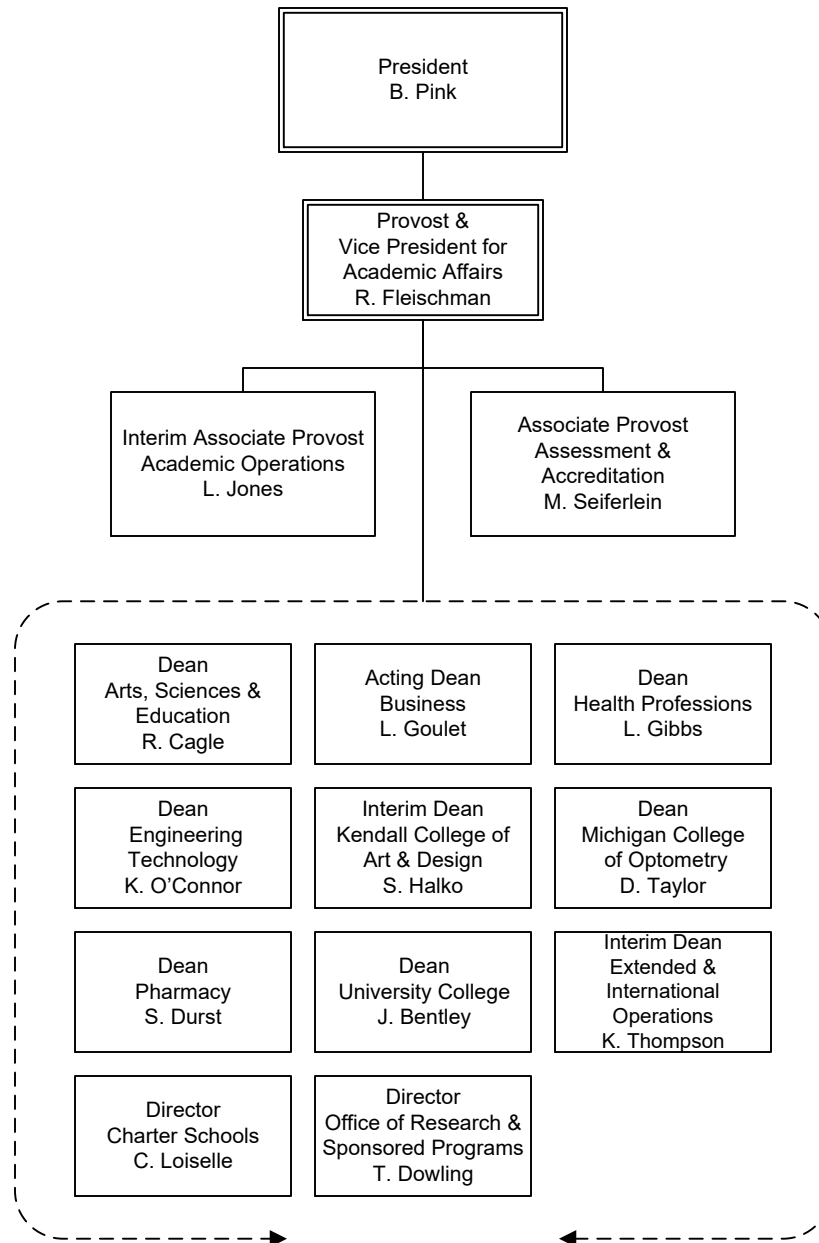 President
B. Pink
Provost &
Vice President for
Academic Affairs
R. Fleischman
Interim Associate Provost
Academic Operations
L. Jones
Associate Provost
Assessment &
Accreditation
M. Seiferlein
Dean
Arts, Sciences &
Education
R. Cagle
Acting Dean
Business
L. Goulet
Dean
Health Professions
L. Gibbs
Dean
Engineering
Technology
K. O’Connor
Interim Dean
Kendall College of
Art & Design
S. Halko
Dean
Michigan College
of Optometry
D. Taylor
Dean
Pharmacy
S. Durst
Dean
University College
J. Bentley
Interim Dean
Extended &
International
Operations
K. Thompson
Director
Charter Schools
C. Loiselle
Director
Office of Research &
Sponsored Programs
T. Dowling